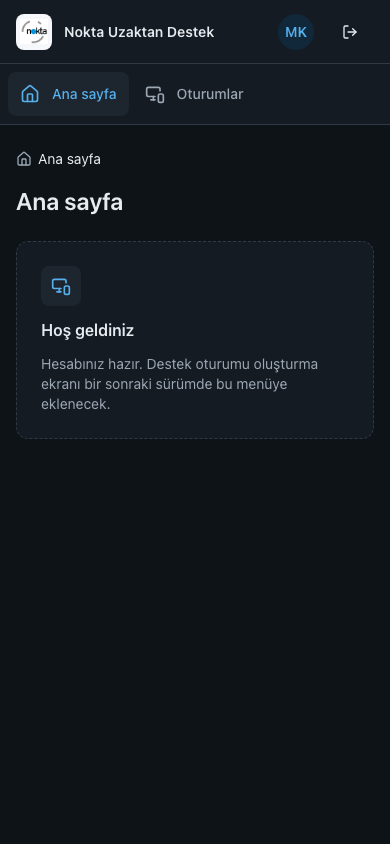 nokta
Nokta Uzaktan Destek
MK
Ana sayfa
Oturumlar
Ana sayfa
Ana sayfa
Hoş geldiniz
Hesabınız hazır. Destek oturumu oluşturma
ekranı bir sonraki sürümde bu menüye
eklenecek.